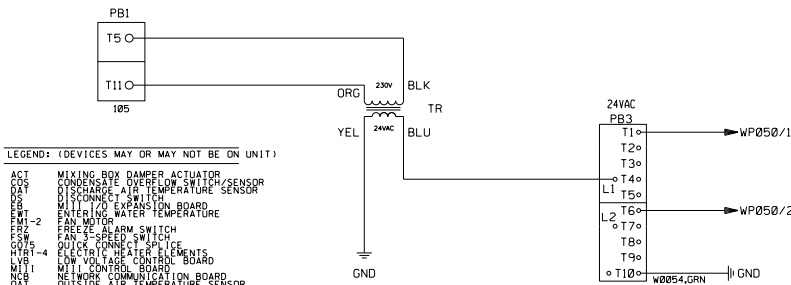 PB1
T5
T11
105
230V
ORG
BLK
TR
YEL
24VAC
BLU
GND
24VAC
PB3
T1
T2
T3
T4
L1
T5
L2
T6
T7
T8
T9
T10
WP050/1
WP050/2
W0054,GRN
GND
LEGEND: (DEVICES MAY OR MAY NOT BE ON UNIT)
ACT MIXING BOX DAMPER ACTUATOR
COS CONDENSATE OVERFLOW SWITCH/SENSOR
DAT DISCHARGE AIR TEMPERATURE SENSOR
DS DISCONNECT SWITCH
EB MIII I/O EXPANSION BOARD
EWT ENTERING WATER TEMPERATURE
FM1-2 FAN MOTOR
FRZ FREEZE ALARM SWITCH
FSW FAN 3-SPEED SWITCH
GO75 QUICK CONNECT SPLICE
HTR1-4 ELECTRIC HEATER ELEMENTS
LVB LOW VOLTAGE CONTROL BOARD
MIII MIII CONTROL BOARD
NCB NETWORK COMMUNICATION BOARD
OAT OUTSIDE AIR TEMPERATURE SENSOR